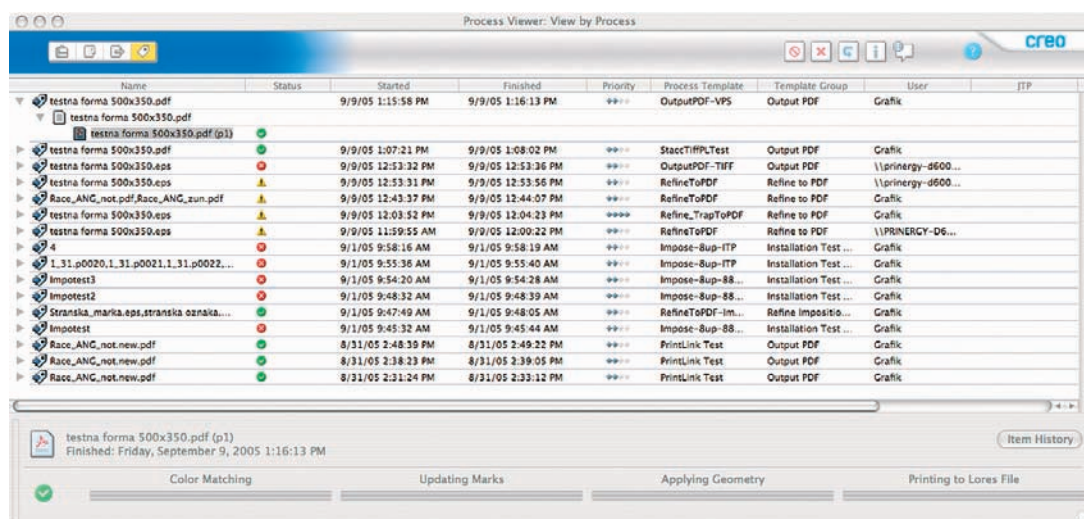 Process Viewer: View by Process
creo
Name Status Started Finished Priority Process Template Template Group User JTP
testna forma 500x350.pdf 9/9/05 1:15:58 PM 9/9/05 1:16:13 PM OutputPDF-VPS Output PDF Grafik
testna forma 500x350.pdf
testna forma 500x350.pdf (p1)
testna forma 500x350.pdf 9/9/05 1:07:21 PM 9/9/05 1:08:02 PM StaccTiffPLTest Output PDF Grafik
testna forma 500x350.eps 9/9/05 12:53:32 PM 9/9/05 12:53:36 PM OutputPDF-TIFF Output PDF \\prinergy-d600...
testna forma 500x350.eps 9/9/05 12:53:31 PM 9/9/05 12:53:56 PM RefineToPDF Refine to PDF \\prinergy-d600...
Race_ANG_not.pdf,Race_ANG_zun.pdf 9/9/05 12:43:37 PM 9/9/05 12:44:07 PM RefineToPDF Refine to PDF Grafik
testna forma 500x350.eps 9/9/05 12:03:52 PM 9/9/05 12:04:23 PM Refine_TrapToPDF Refine to PDF Grafik
testna forma 500x350.eps 9/9/05 11:59:55 AM 9/9/05 12:00:22 PM RefineToPDF Refine to PDF \\PRINERGY-D6...
4 9/1/05 9:58:16 AM 9/1/05 9:58:19 AM Impose-8up-ITP Installation Test ... Grafik
1_31.p0020,1_31.p0021,1_31.p0022,... 9/1/05 9:55:36 AM 9/1/05 9:55:40 AM Impose-8up-ITP Installation Test ... Grafik
Impotest3 9/1/05 9:54:20 AM 9/1/05 9:54:28 AM Impose-8up-88... Installation Test ... Grafik
Impotest2 9/1/05 9:48:32 AM 9/1/05 9:48:39 AM Impose-8up-88... Installation Test ... Grafik
Stranska_marka.eps,stranska oznaka,... 9/1/05 9:47:49 AM 9/1/05 9:48:05 AM RefineToPDF-Im... Refine Impositio... Grafik
Impotest 9/1/05 9:45:32 AM 9/1/05 9:45:44 AM Impose-8up-88... Installation Test ... Grafik
Race_ANG_not.new.pdf 8/31/05 2:48:39 PM 8/31/05 2:49:22 PM PrintLink Test Output PDF Grafik
Race_ANG_not.new.pdf 8/31/05 2:38:23 PM 8/31/05 2:39:05 PM PrintLink Test Output PDF Grafik
Race_ANG_not.new.pdf 8/31/05 2:31:24 PM 8/31/05 2:33:12 PM PrintLink Test Output PDF Grafik
testna forma 500x350.pdf (p1)
Finished: Friday, September 9, 2005 1:16:13 PM
Item History
Color Matching Updating Marks Applying Geometry Printing to Lores File